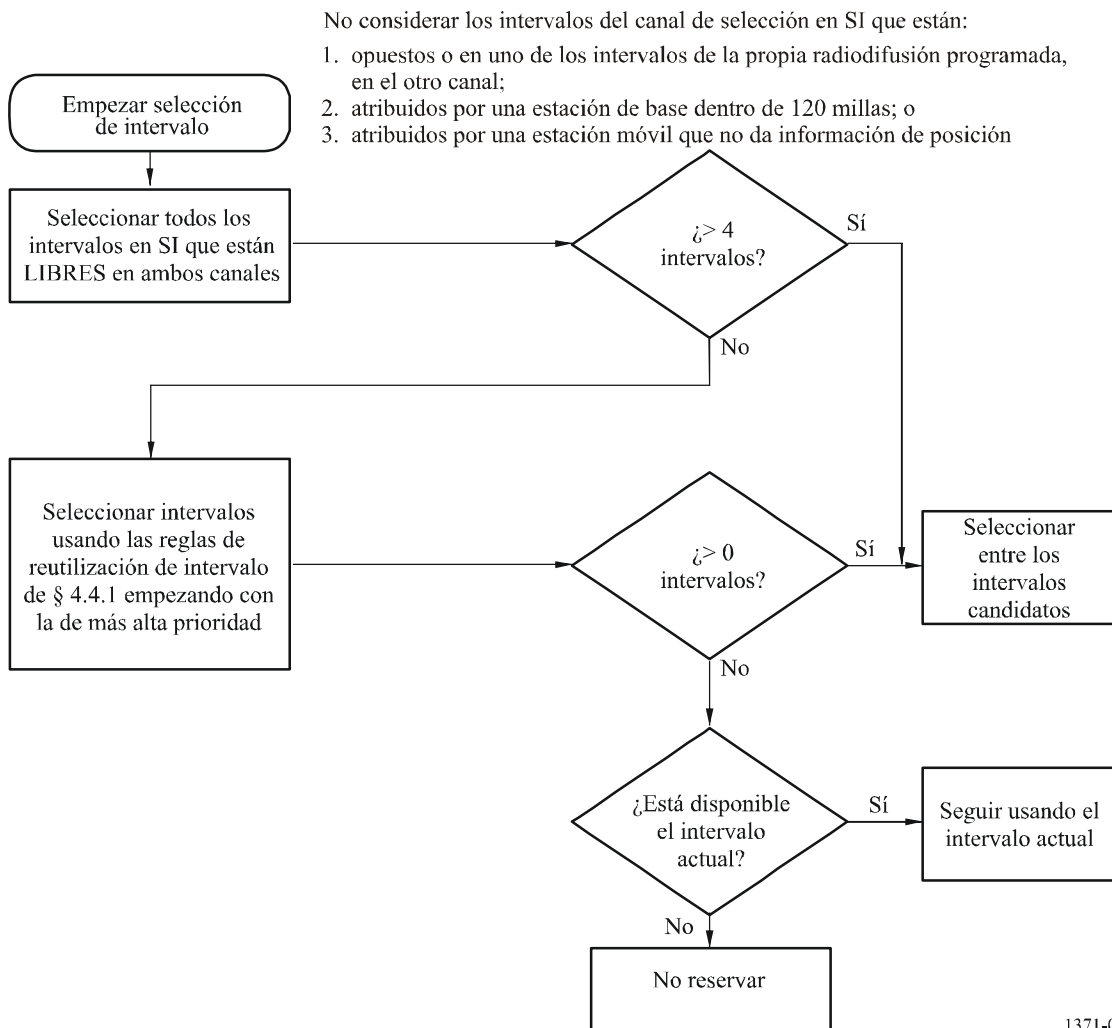 No considerar los intervalos del canal de selección en SI que están:
1. opuestos o en uno de los intervalos de la propia radiodifusión programada,
en el otro canal;
2. atribuidos por una estación de base dentro de 120 millas; o
3. atribuidos por una estación móvil que no da información de posición
Empezar selección
de intervalo
Seleccionar todos los
intervalos en SI que están
LIBRES en ambos canales
¿> 4
intervalos?
Sí
No
Seleccionar intervalos
usando las reglas de
reutilización de intervalo
de § 4.4.1 empezando con
la de más alta prioridad
¿> 0
intervalos?
Sí
Seleccionar
entre los
intervalos
candidatos
No
¿Está disponible
el intervalo
actual?
Sí
Seguir usando el
intervalo actual
No
No reservar